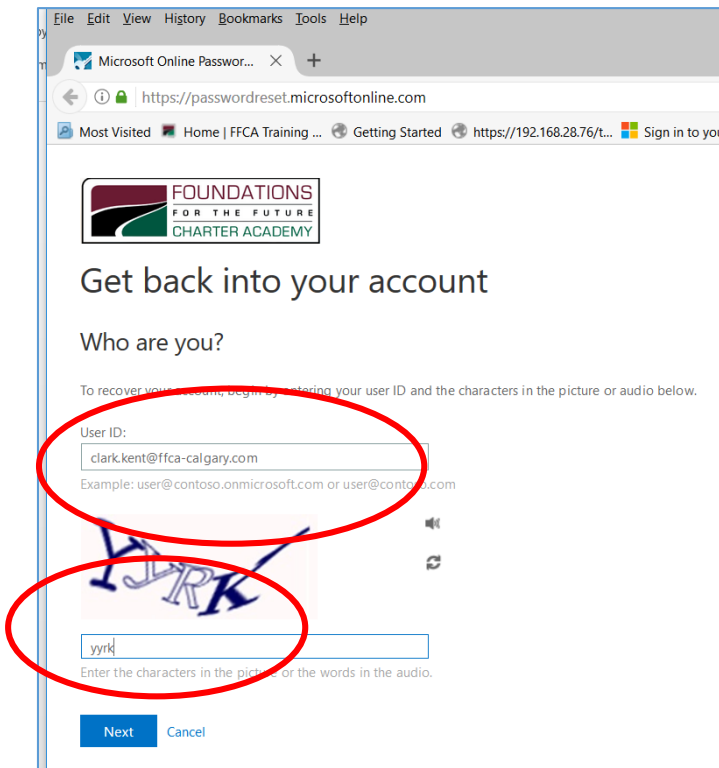 File Edit View History Bookmarks Tools Help
Microsoft Online Passwor... × +
https://passwordreset.microsoftonline.com
Most Visited Home | FFCA Training ... Getting Started https://192.168.28.76/t... Sign in to you
FOUNDATIONS
FOR THE FUTURE
CHARTER ACADEMY
Get back into your account
Who are you?
To recover your account, begin by entering your user ID and the characters in the picture or audio below.
User ID:
clark.kent@ffca-calgary.com
Example: user@contoso.onmicrosoft.com or user@contoso.com
YYRK
yyrk
Enter the characters in the picture or the words in the audio.
Next Cancel